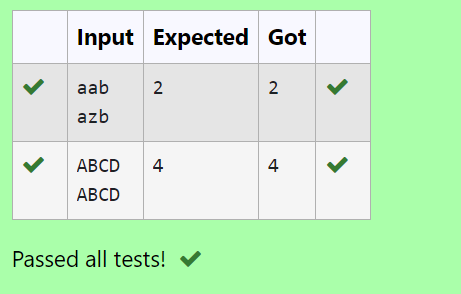 Input Expected Got
aab 2 2
azb
ABCD 4 4
ABCD
Passed all tests!